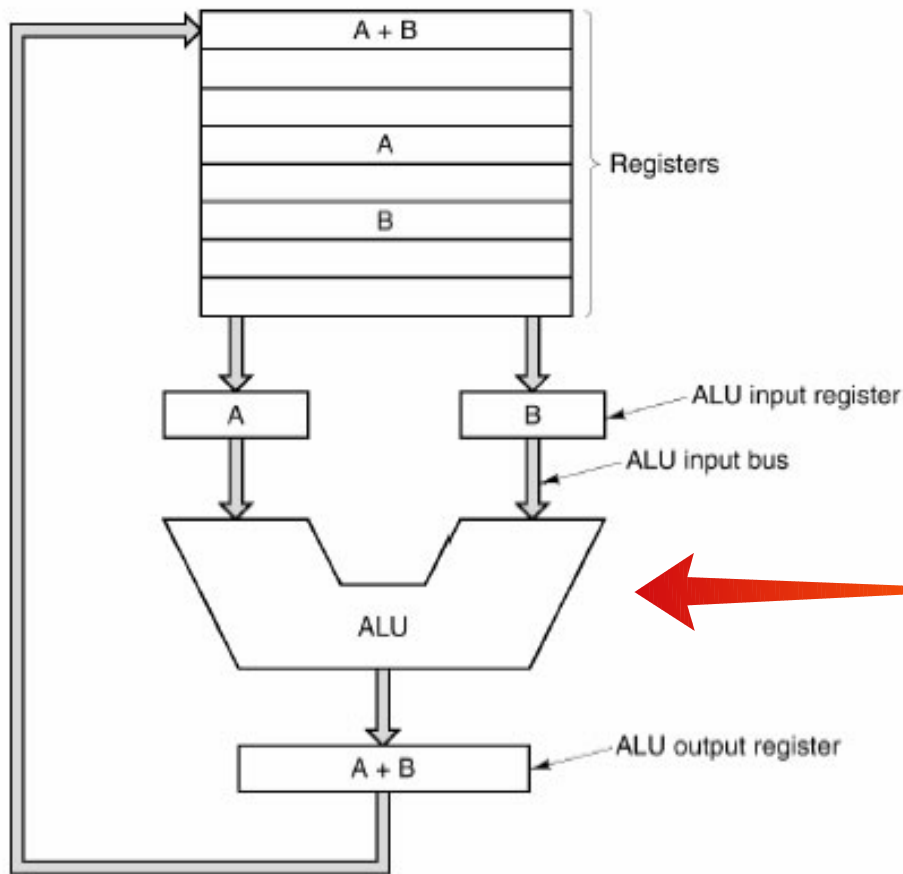 A + B
A
Registers
B
A
B
ALU input register
ALU input bus
ALU
A + B
ALU output register